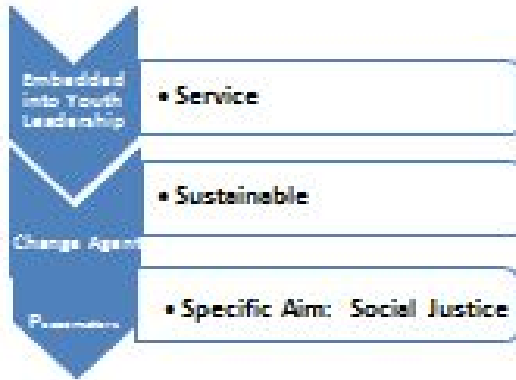 Embedded
into Youth
Leadership
• Service
• Sustainable
Change Agent
• Specific Aim: Social Justice